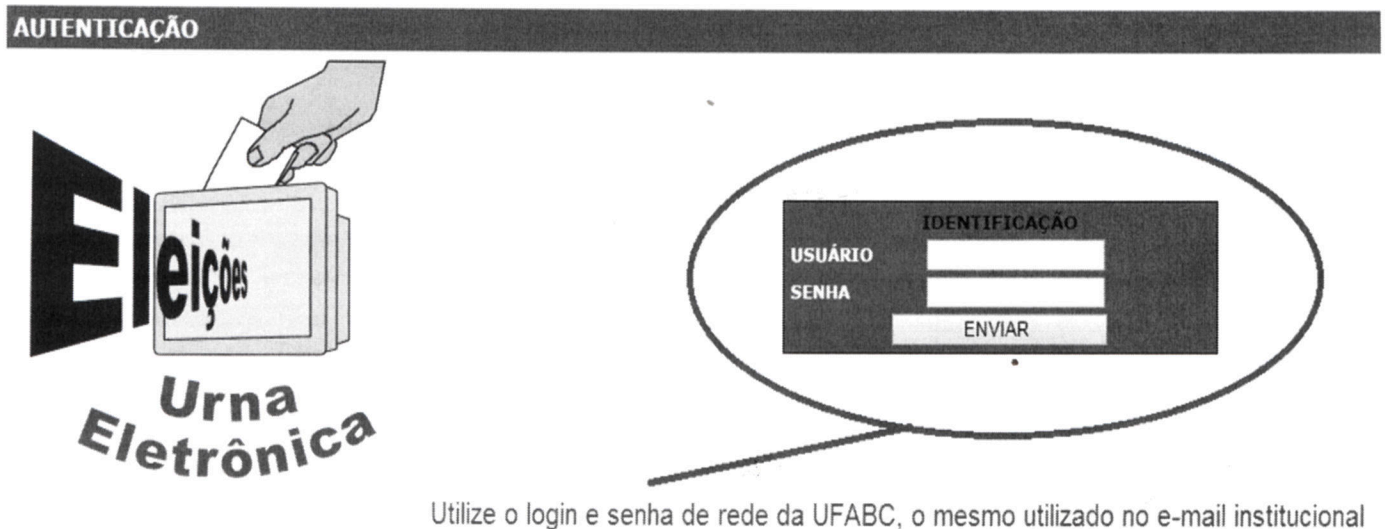 AUTENTICAÇÃO
Eleições
Urna
Eletrônica
IDENTIFICAÇÃO
USUÁRIO
SENHA
ENVIAR
Utilize o login e senha de rede da UFABC, o mesmo utilizado no e-mail institucional